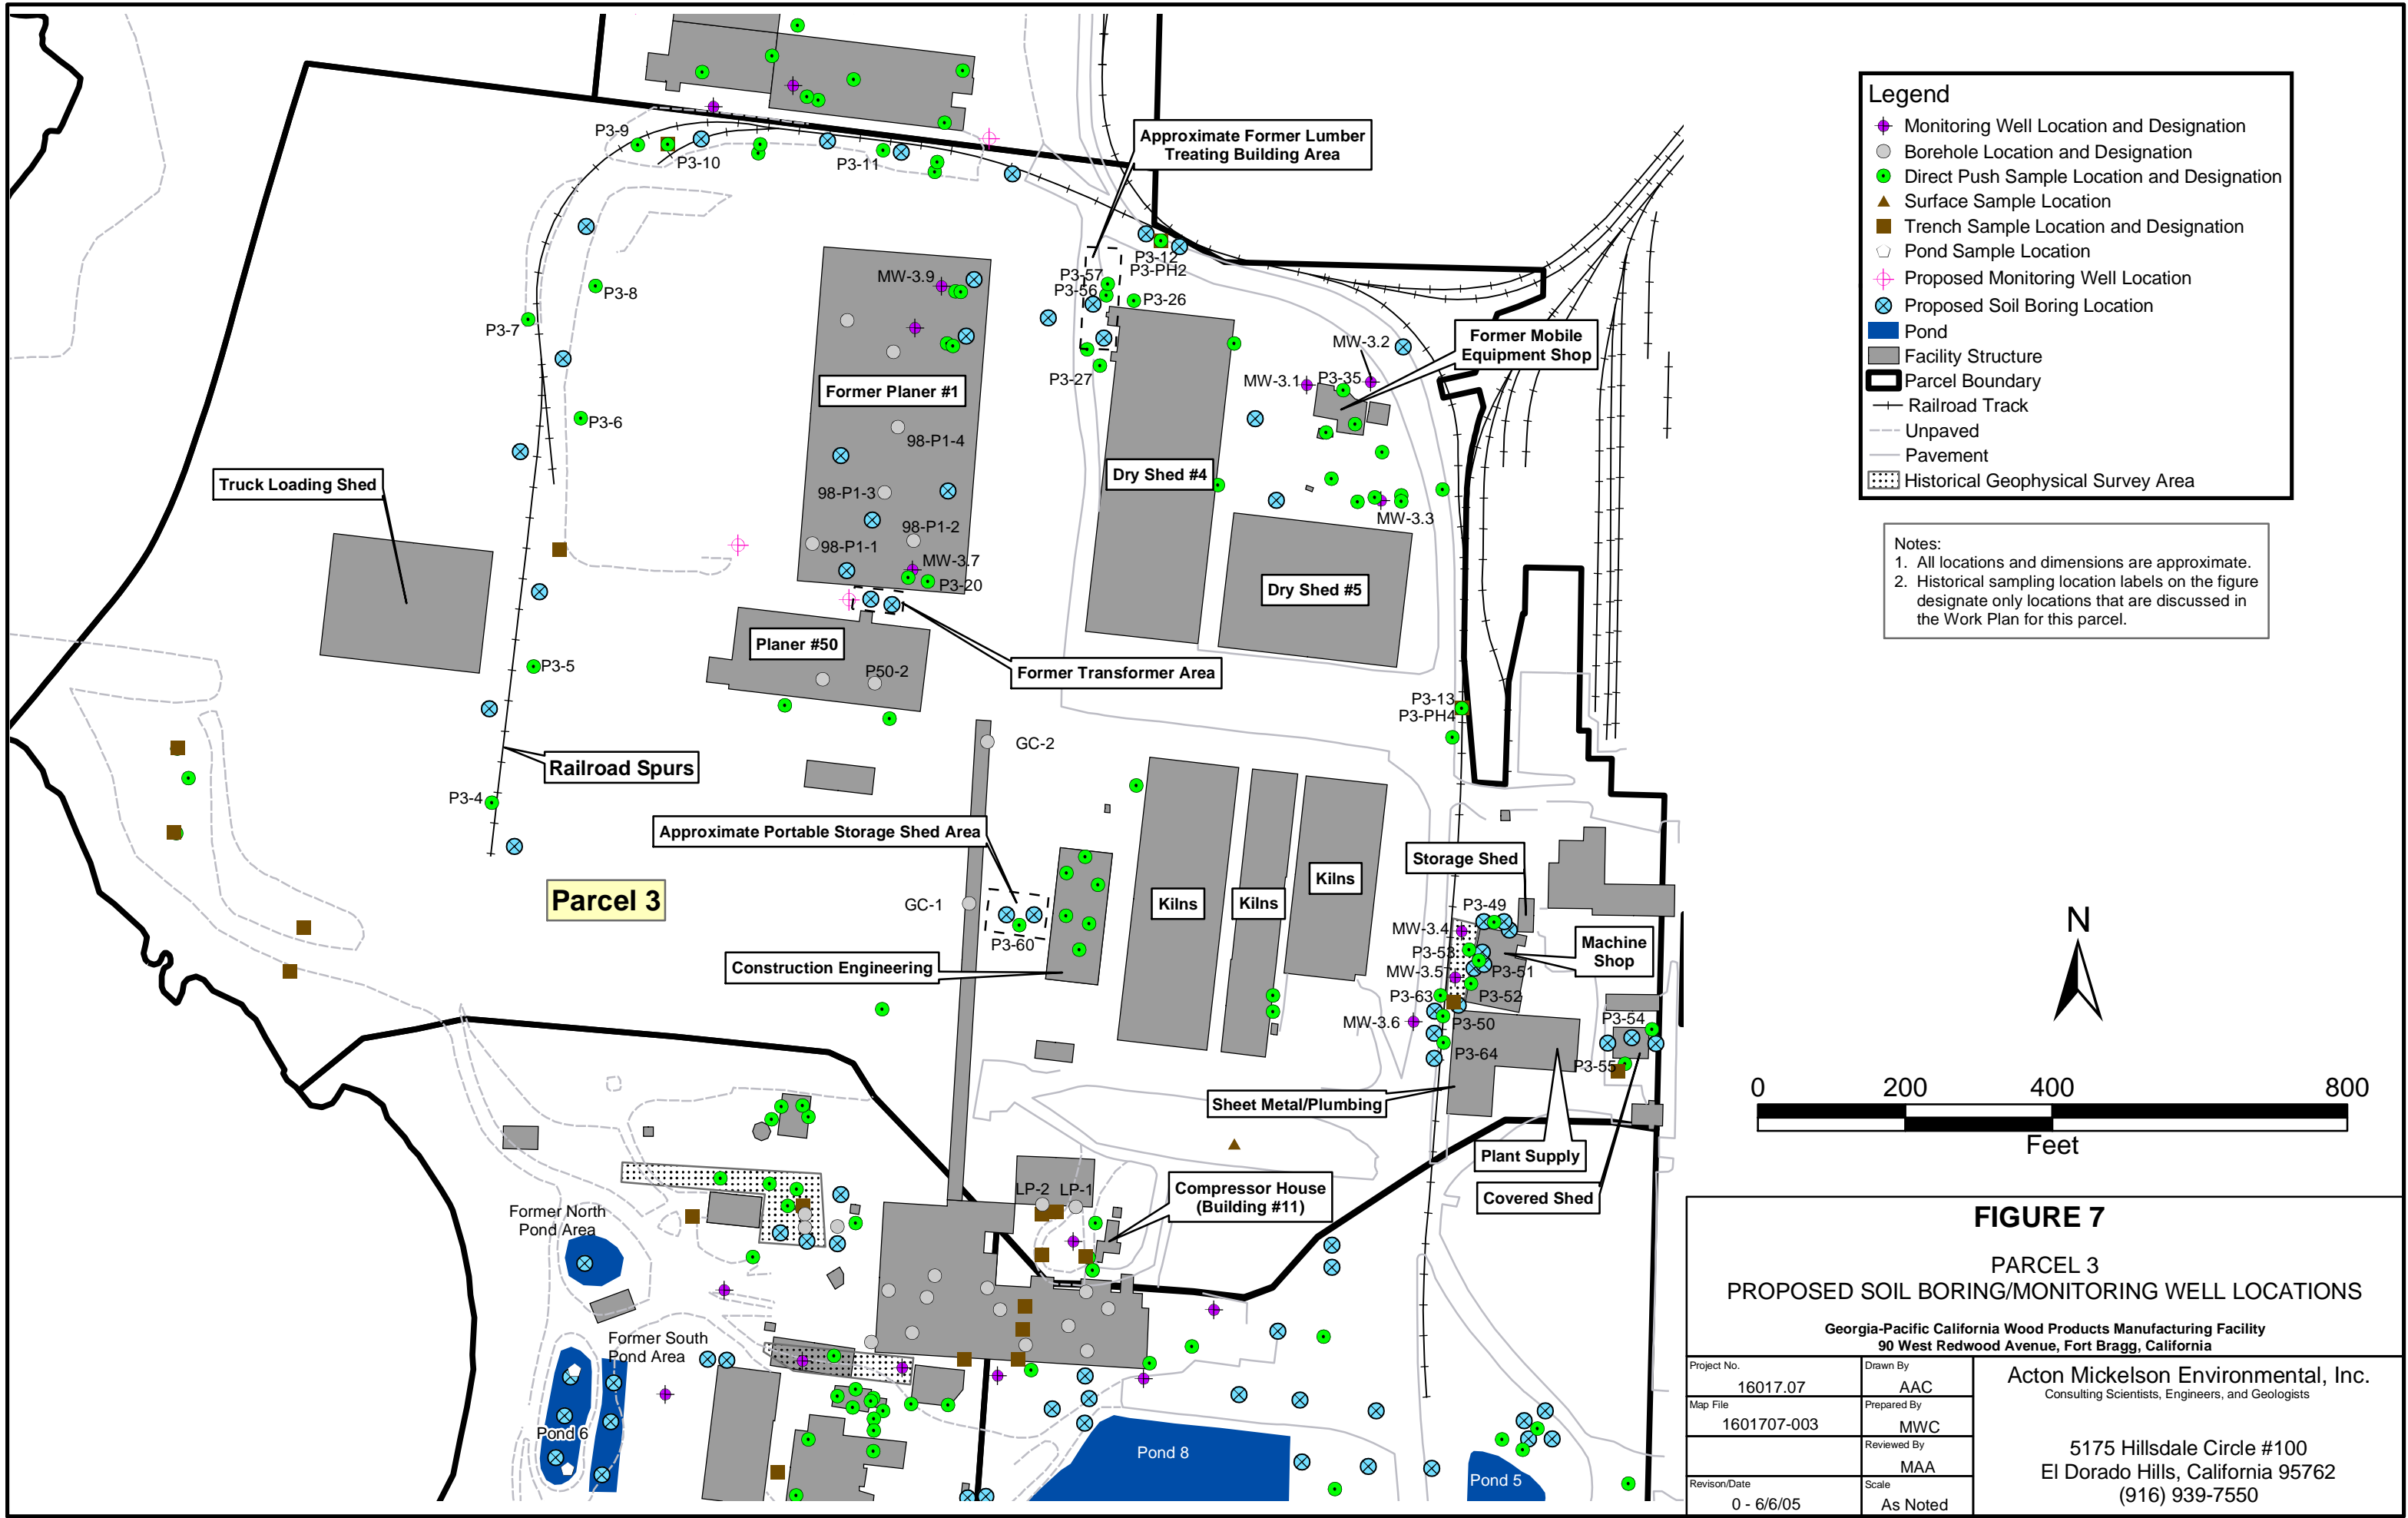 P3-9
P3-10
P3-11
Approximate Former Lumber
Treating Building Area
P3-12
P3-PH2
P3-57
P3-56
P3-26
MW-3.9
P3-8
P3-7
P3-27
Former Mobile
Equipment Shop
MW-3.2
MW-3.1
P3-35
Former Planer #1
P3-6
98-P1-4
Truck Loading Shed
98-P1-3
98-P1-2
98-P1-1
MW-3.7
P3-20
Dry Shed #4
MW-3.3
Dry Shed #5
Planer #50
P50-2
Former Transformer Area
P3-5
P3-13
P3-PH4
GC-2
Railroad Spurs
P3-4
Approximate Portable Storage Shed Area
Storage Shed
Parcel 3
GC-1
P3-60
Kilns
Kilns
Kilns
Construction Engineering
P3-49
MW-3.4
P3-53
MW-3.5
P3-51
Machine
Shop
P3-63
P3-52
MW-3.6
P3-50
P3-54
P3-64
P3-55
Sheet Metal/Plumbing
Plant Supply
Covered Shed
LP-2
LP-1
Compressor House
(Building #11)
Former North
Pond Area
Former South
Pond Area
Pond 6
Pond 8
Pond 5
Legend
Monitoring Well Location and Designation
Borehole Location and Designation
Direct Push Sample Location and Designation
Surface Sample Location
Trench Sample Location and Designation
Pond Sample Location
Proposed Monitoring Well Location
Proposed Soil Boring Location
Pond
Facility Structure
Parcel Boundary
Railroad Track
Unpaved
Pavement
Historical Geophysical Survey Area
Notes:
1. All locations and dimensions are approximate.
2. Historical sampling location labels on the figure
designate only locations that are discussed in
the Work Plan for this parcel.
N
0 200 400 800
Feet
FIGURE 7
PARCEL 3
PROPOSED SOIL BORING/MONITORING WELL LOCATIONS
Georgia-Pacific California Wood Products Manufacturing Facility
90 West Redwood Avenue, Fort Bragg, California
Project No.
16017.07
Drawn By
AAC
Map File
1601707-003
Prepared By
MWC
Reviewed By
MAA
Revison/Date
0 - 6/6/05
Scale
As Noted
Acton Mickelson Environmental, Inc.
Consulting Scientists, Engineers, and Geologists
5175 Hillsdale Circle #100
El Dorado Hills, California 95762
(916) 939-7550